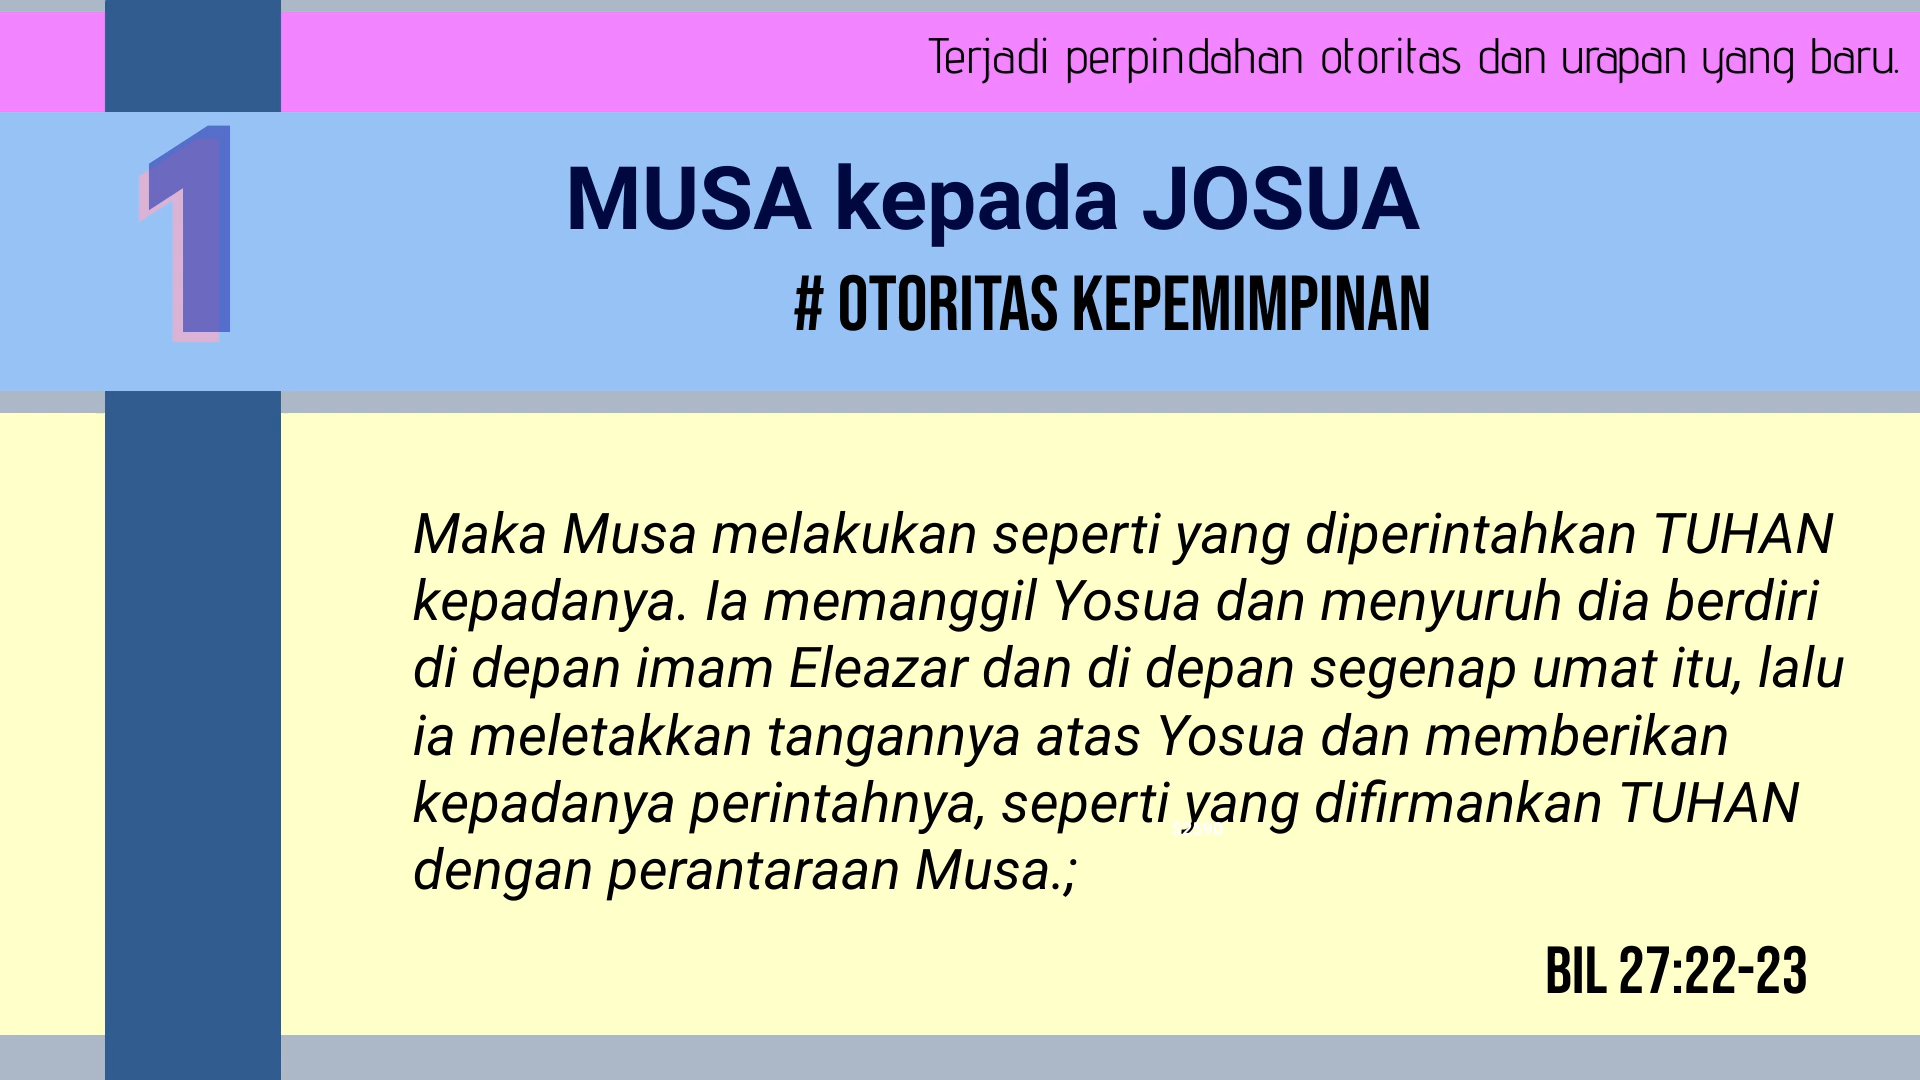 Terjadi perpindahan otoritas dan urapan yang baru.
1
MUSA kepada JOSUA
# OTORITAS KEPEMIMPINAN
Maka Musa melakukan seperti yang diperintahkan TUHAN
kepadanya. Ia memanggil Yosua dan menyuruh dia berdiri
di depan imam Eleazar dan di depan segenap umat itu, lalu
ia meletakkan tangannya atas Yosua dan memberikan
kepadanya perintahnya, seperti yang difirmankan TUHAN
dengan perantaraan Musa.;
BIL 27:22-23